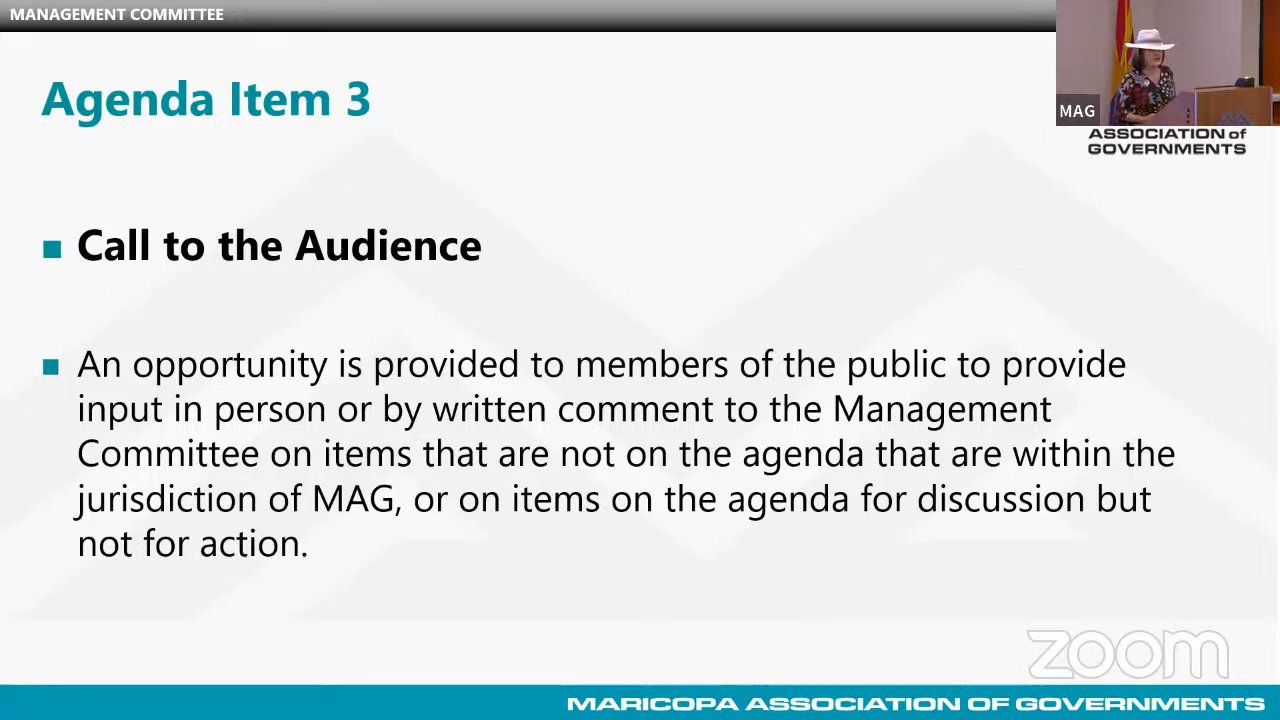 MANAGEMENT COMMITTEE
Agenda Item 3
MAG
ASSOCIATION of
GOVERNMENTS
Call to the Audience
An opportunity is provided to members of the public to provide
input in person or by written comment to the Management
Committee on items that are not on the agenda that are within the
jurisdiction of MAG, or on items on the agenda for discussion but
not for action.
zoom
MARICOPA ASSOCIATION OF GOVERNMENTS